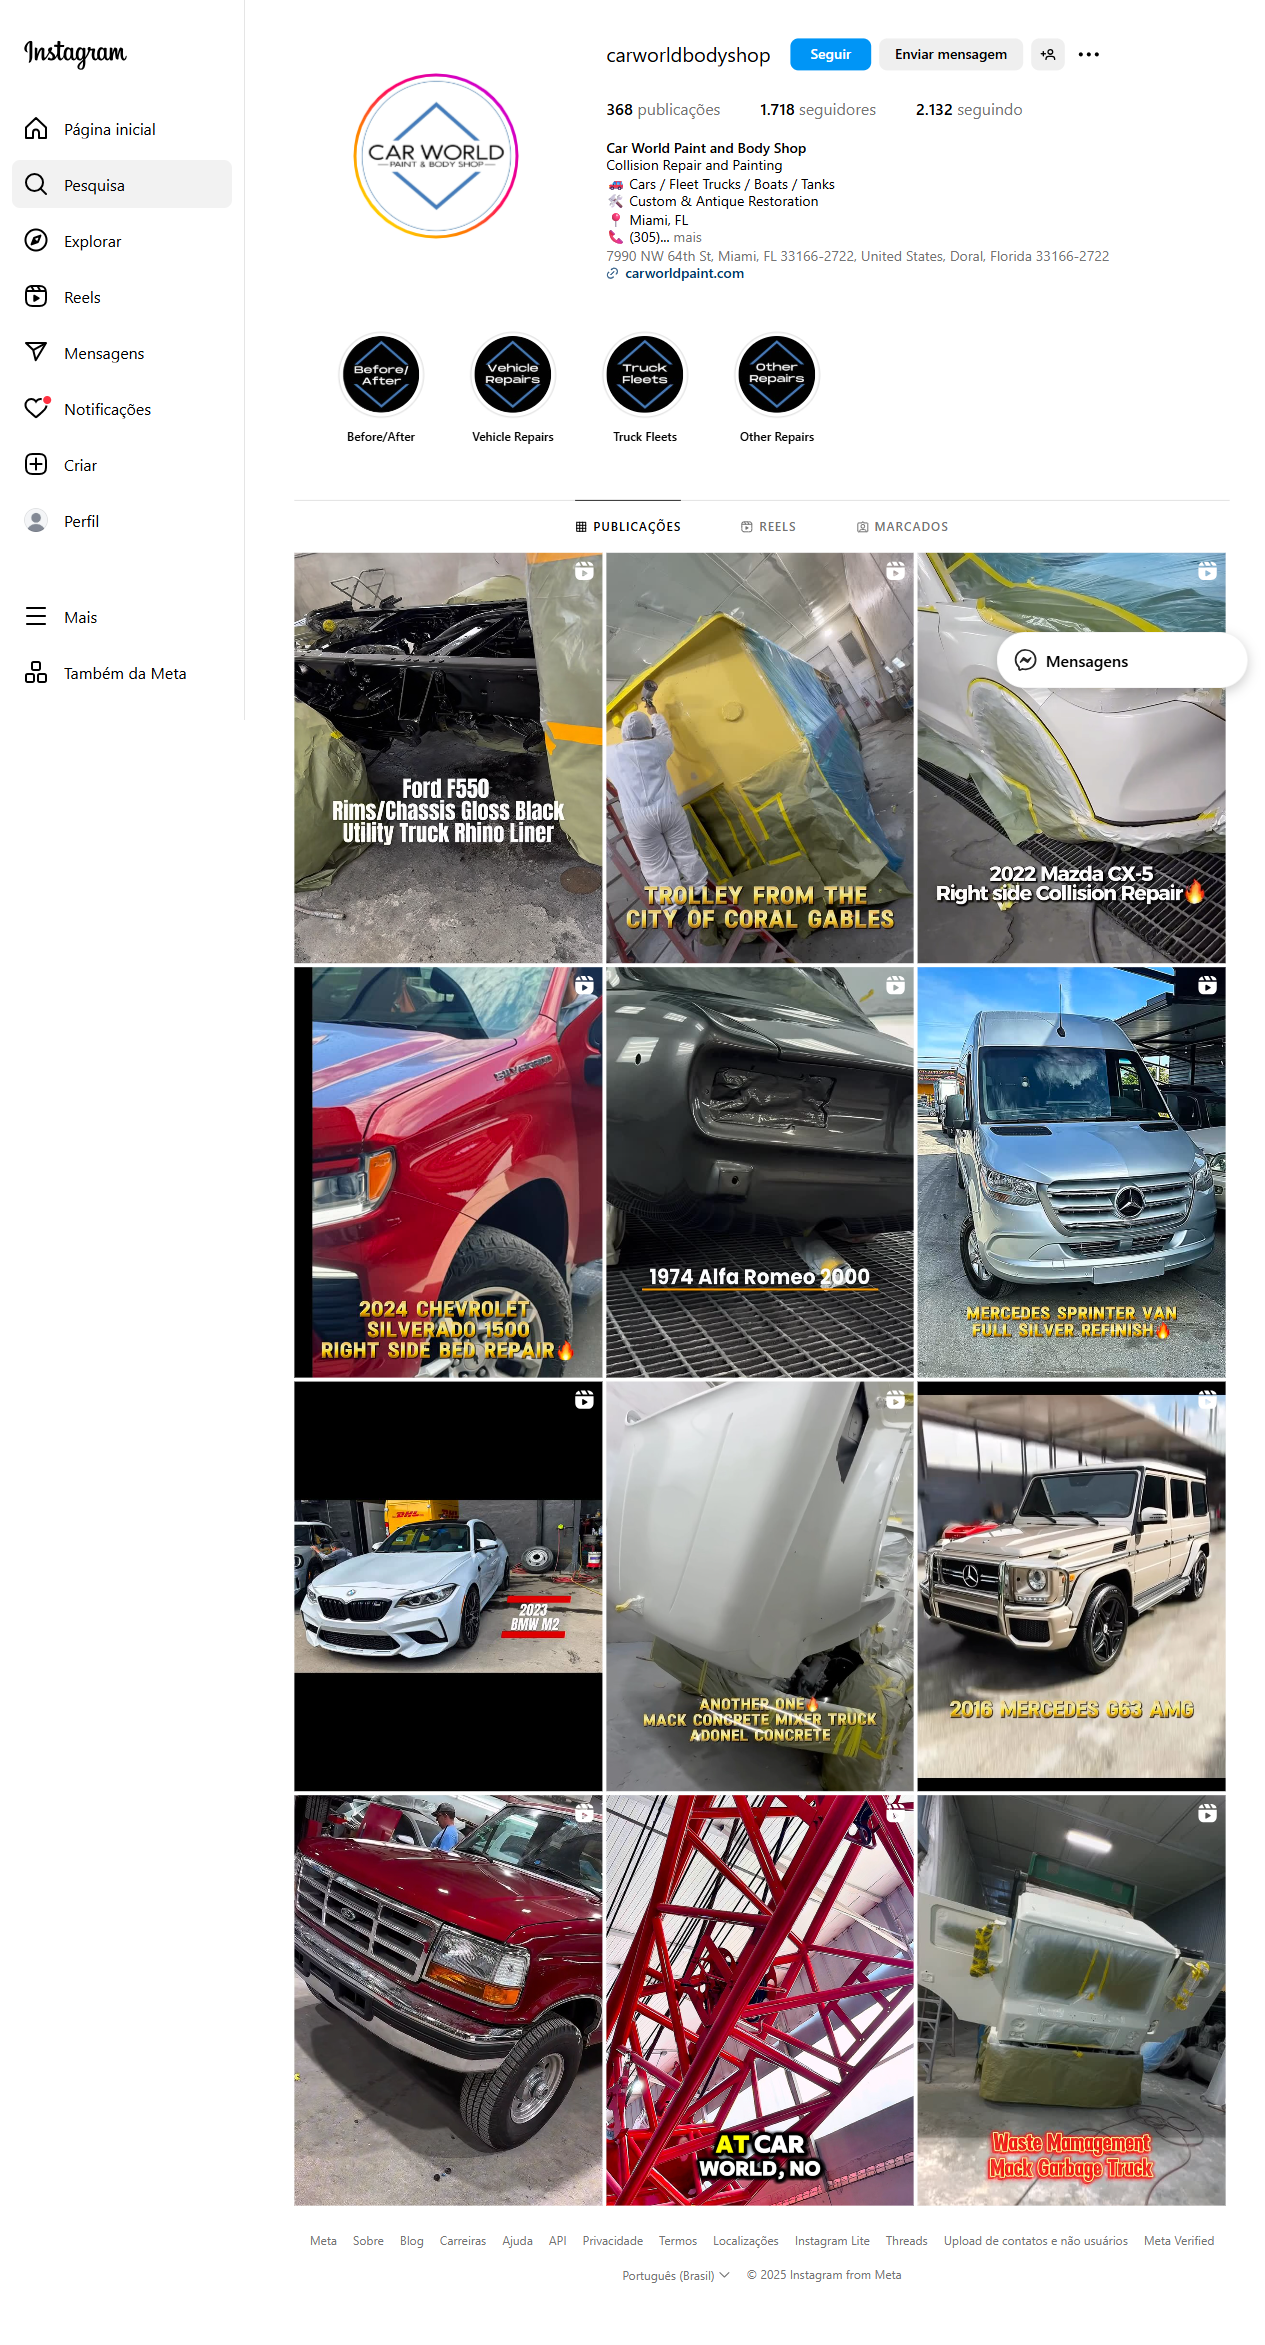 Instagram
Página inicial
Pesquisa
Explorar
Reels
Mensagens
Notificações
Criar
Perfil
Mais
Também da Meta
carworldbodyshop
Seguir
Enviar mensagem
368 publicações
1.718 seguidores
2.132 seguindo
CAR WORLD
PAINT & BODY SHOP
Car World Paint and Body Shop
Collision Repair and Painting
🚙 Cars / Fleet Trucks / Boats / Tanks
🛠 Custom & Antique Restoration
📍 Miami, FL
📞 (305)... mais
7990 NW 64th St, Miami, FL 33166-2722, United States, Doral, Florida 33166-2722
carworldpaint.com
Before/
After
Vehicle
Repairs
Truck
Fleets
Other
Repairs
Before/After
Vehicle Repairs
Truck Fleets
Other Repairs
PUBLICAÇÕES
REELS
MARCADOS
Ford F550
Rims/Chassis Gloss Black
Utility Truck Rhino Liner
TROLLEY FROM THE
CITY OF CORAL GABLES
Mensagens
2022 Mazda CX-5
Right side Collision Repair🔥
SILVERADO
2024 CHEVROLET
SILVERADO 1500
RIGHT SIDE BED REPAIR🔥
1974 Alfa Romeo 2000
MERCEDES SPRINTER VAN
FULL SILVER REFINISH🔥
DHL
2023
BMW M2
ANOTHER ONE🔥
MACK CONCRETE MIXER TRUCK
ADONEL CONCRETE
2016 MERCEDES G63 AMG
AT CAR
WORLD, NO
Waste Mamagement
Mack Garbage Truck
Meta
Sobre
Blog
Carreiras
Ajuda
API
Privacidade
Termos
Localizações
Instagram Lite
Threads
Upload de contatos e não usuários
Meta Verified
Português (Brasil)
© 2025 Instagram from Meta